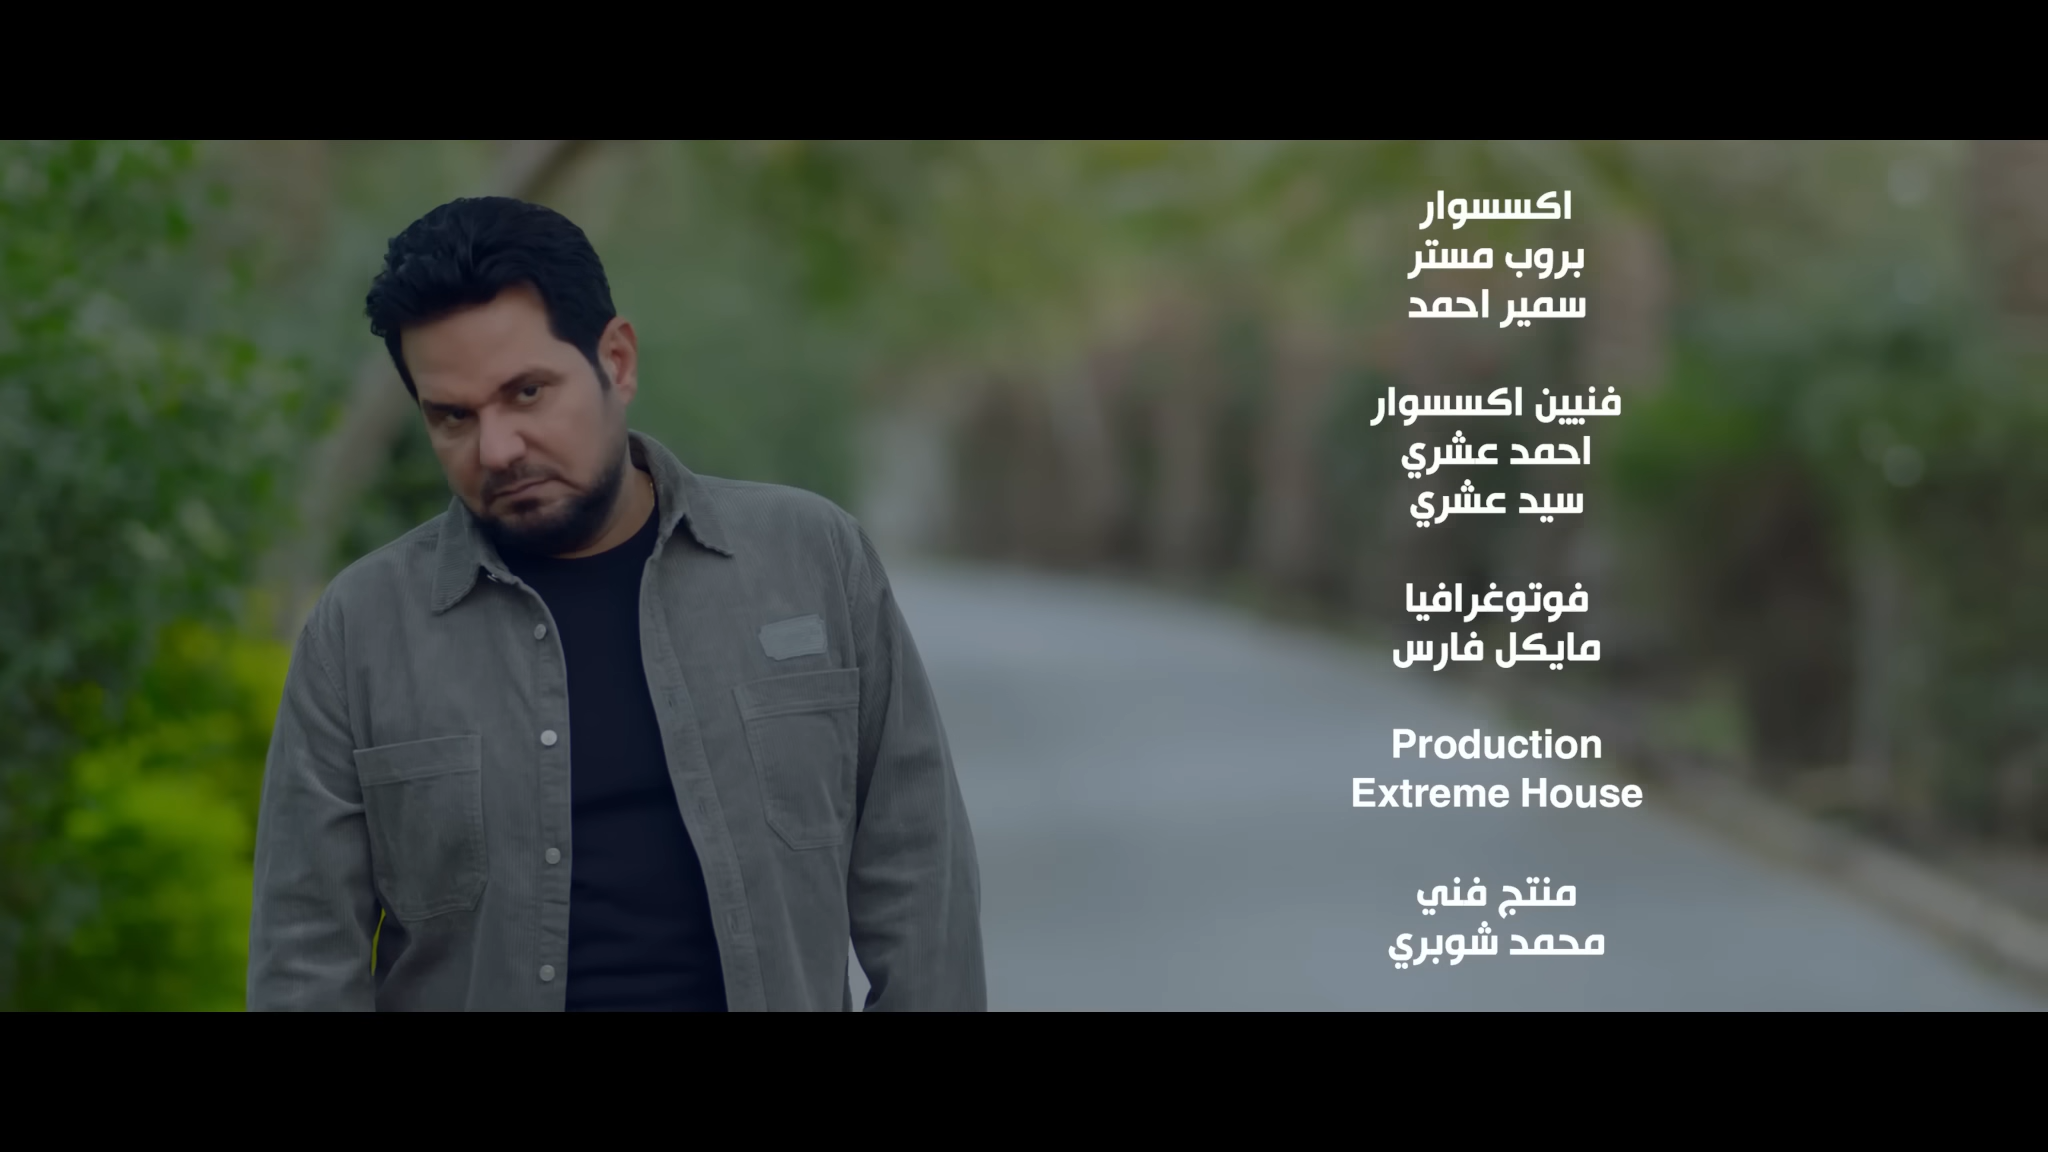 اكسسوار
بروب مستر
سمير احمد
فنيين اكسسوار
احمد عشري
سيد عشري
فوتوغرافيا
مايكل فارس
Production
Extreme House
منتج فني
محمد شوبري